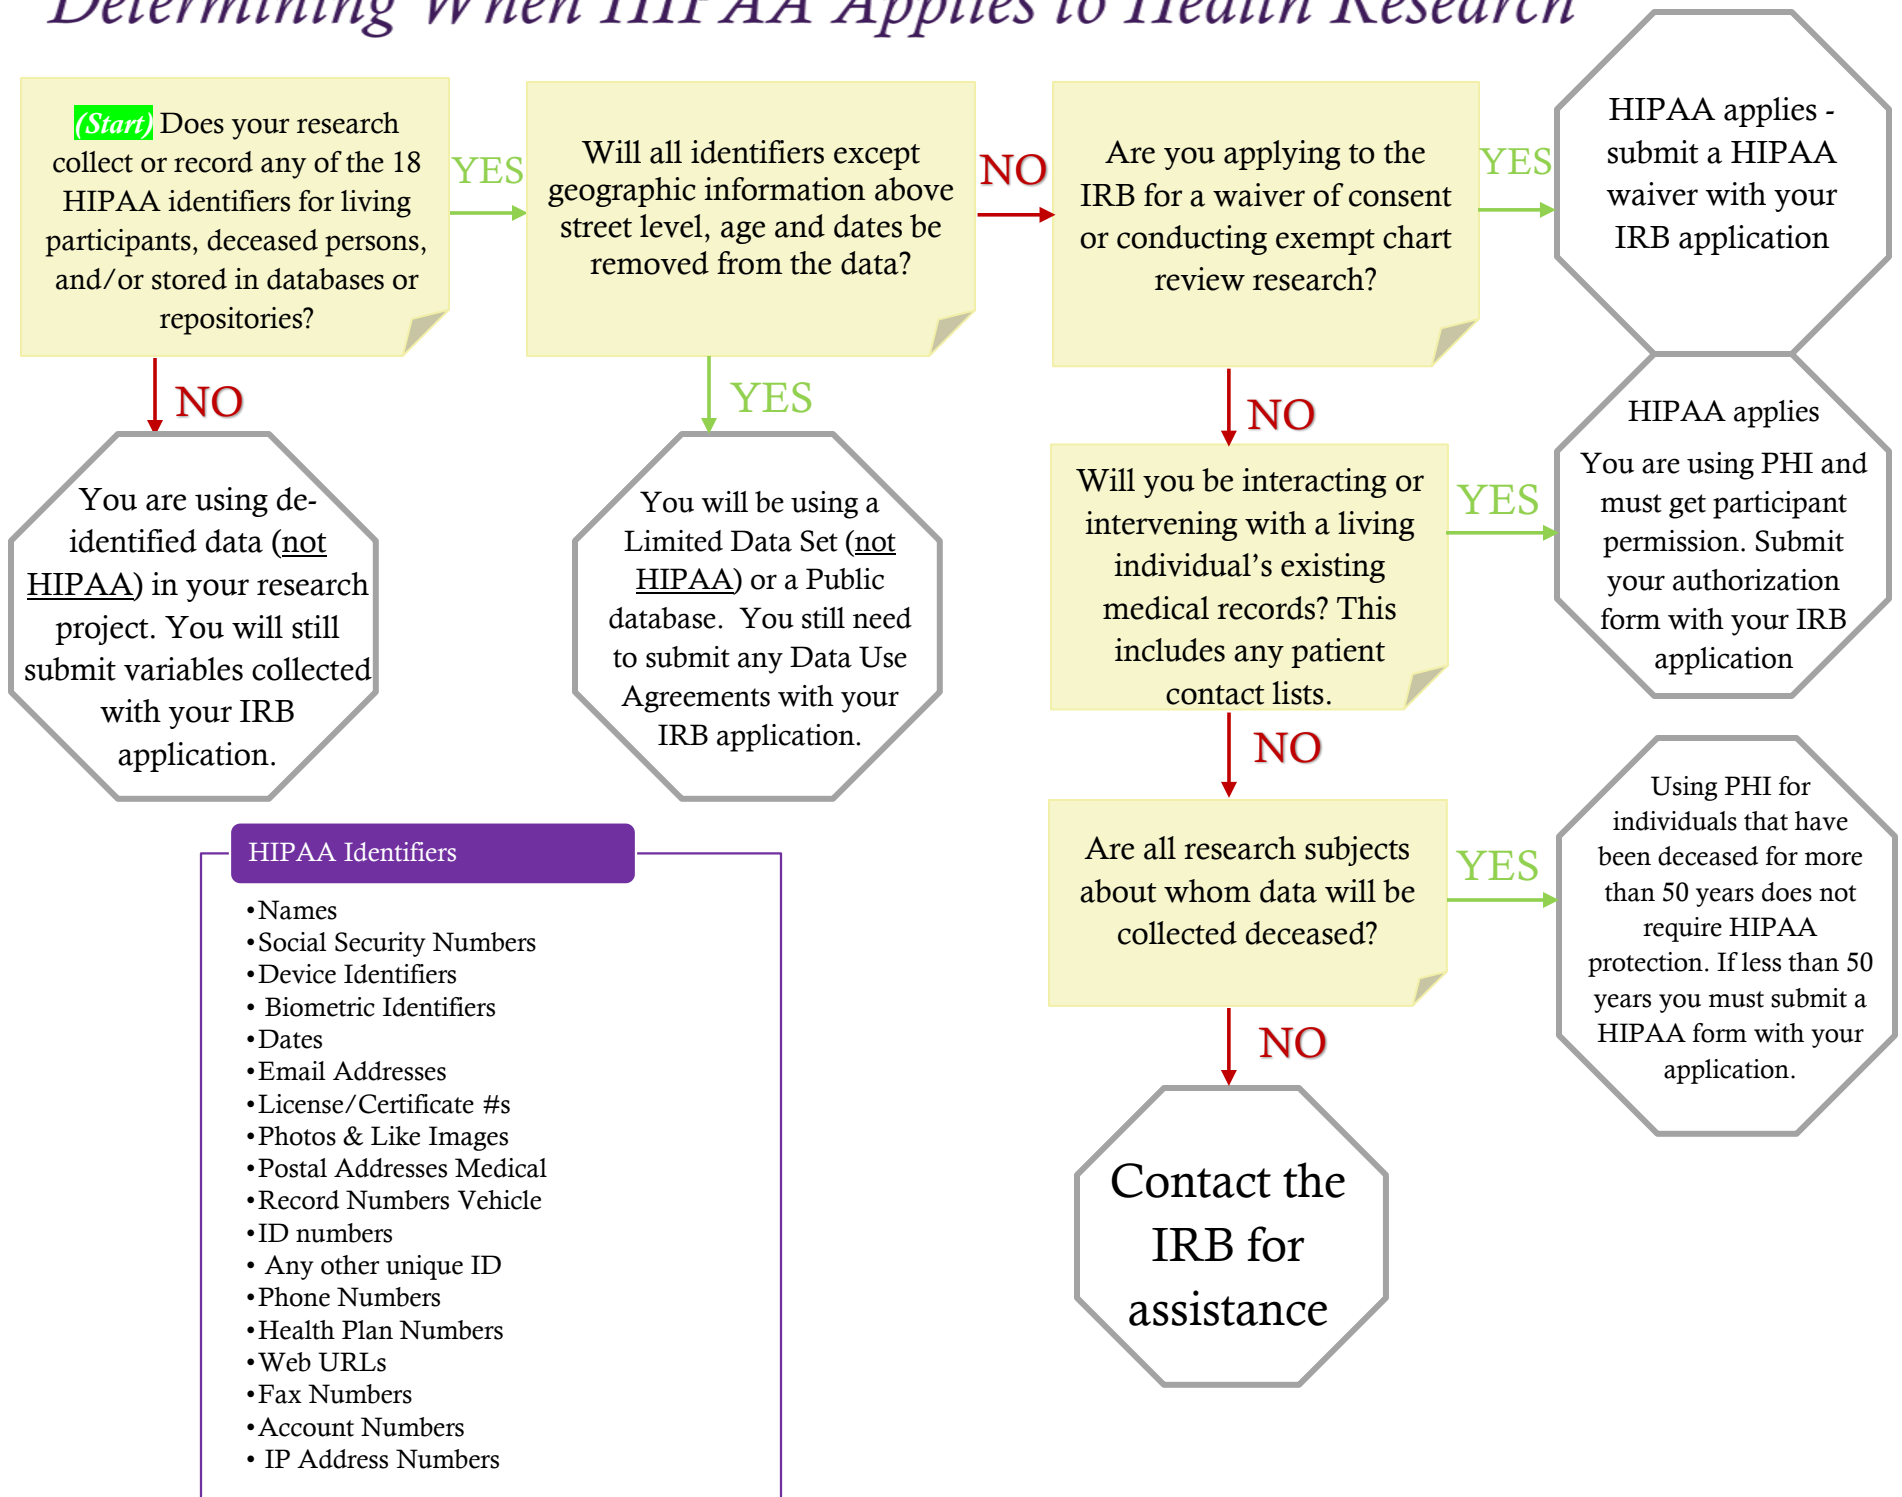 Determining When HIPAA Applies to Health Research
(Start) Does your research
collect or record any of the 18
HIPAA identifiers for living
participants, deceased persons,
and/or stored in databases or
repositories?
YES
Will all identifiers except
geographic information above
street level, age and dates be
removed from the data?
NO
Are you applying to the
IRB for a waiver of consent
or conducting exempt chart
review research?
YES
HIPAA applies -
submit a HIPAA
waiver with your
IRB application
NO
You are using de-
identified data (not
HIPAA) in your research
project. You will still
submit variables collected
with your IRB
application.
YES
You will be using a
Limited Data Set (not
HIPAA) or a Public
database.  You still need
to submit any Data Use
Agreements with your
IRB application.
NO
Will you be interacting or
intervening with a living
individual's existing
medical records? This
includes any patient
contact lists.
YES
HIPAA applies
You are using PHI and
must get participant
permission. Submit
your authorization
form with your IRB
application
NO
Are all research subjects
about whom data will be
collected deceased?
YES
Using PHI for
individuals that have
been deceased for more
than 50 years does not
require HIPAA
protection. If less than 50
years you must submit a
HIPAA form with your
application.
NO
Contact the
IRB for
assistance
HIPAA Identifiers
•Names
•Social Security Numbers
•Device Identifiers
• Biometric Identifiers
•Dates
•Email Addresses
•License/Certificate #s
•Photos & Like Images
•Postal Addresses Medical
•Record Numbers Vehicle
•ID numbers
• Any other unique ID
•Phone Numbers
•Health Plan Numbers
•Web URLs
•Fax Numbers
•Account Numbers
• IP Address Numbers